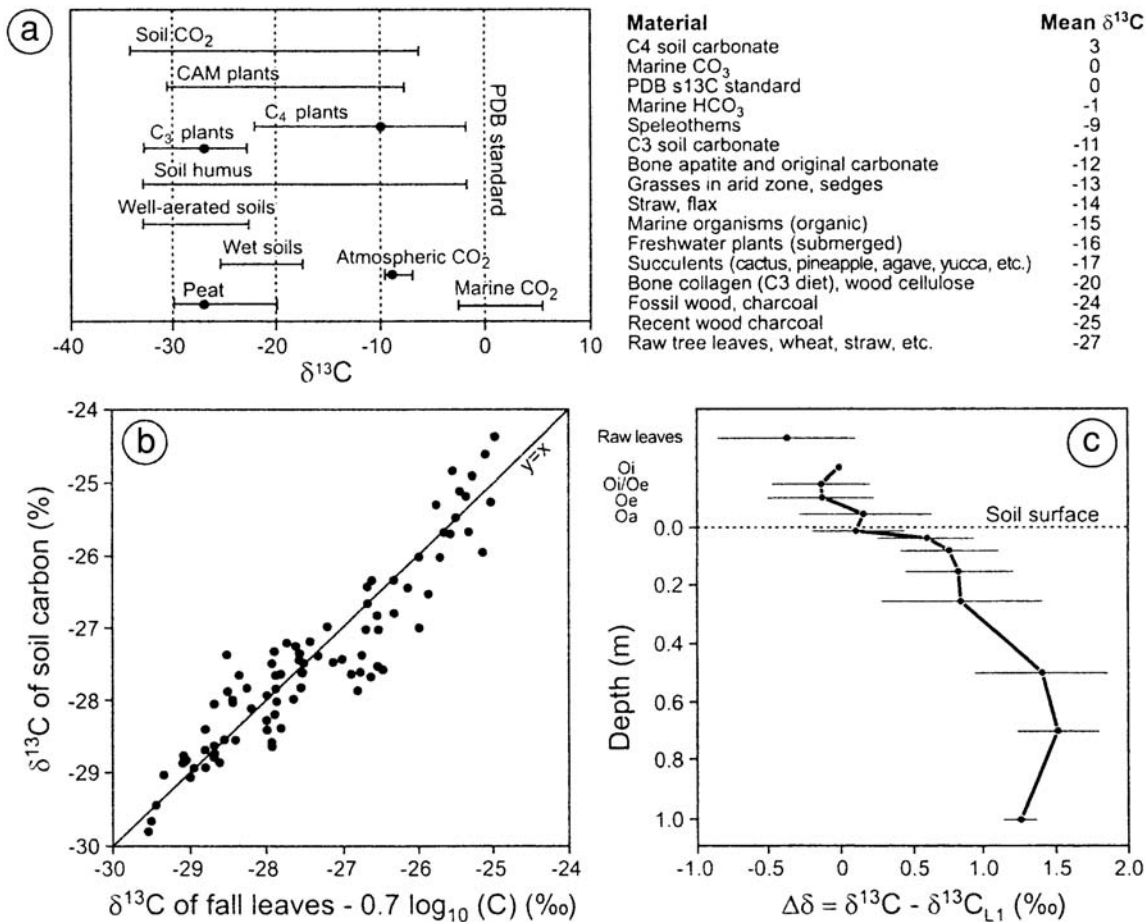 a
Soil CO2
CAM plants
C4 plants
C3 plants
Soil humus
Well-aerated soils
Wet soils
Atmospheric CO2
Peat
Marine CO2
PDB standard
-40 -30 -20 -10 0 10
δ13C
Material Mean δ13C
C4 soil carbonate 3
Marine CO3 0
PDB s13C standard 0
Marine HCO3 -1
Speleothems -9
C3 soil carbonate -11
Bone apatite and original carbonate -12
Grasses in arid zone, sedges -13
Straw, flax -14
Marine organisms (organic) -15
Freshwater plants (submerged) -16
Succulents (cactus, pineapple, agave, yucca, etc.) -17
Bone collagen (C3 diet), wood cellulose -20
Fossil wood, charcoal -24
Recent wood charcoal -25
Raw tree leaves, wheat, straw, etc. -27
b
y=x
δ13C of soil carbon (%)
-24
-25
-26
-27
-28
-29
-30
-30 -29 -28 -27 -26 -25 -24
δ13C of fall leaves - 0.7 log10 (C) (‰)
c
Raw leaves
Oi
Oi/Oe
Oe
Oa
Soil surface
Depth (m)
0.0
0.2
0.4
0.6
0.8
1.0
-1.0 -0.5 0 0.5 1.0 1.5 2.0
Δδ = δ13C - δ13CL1 (‰)